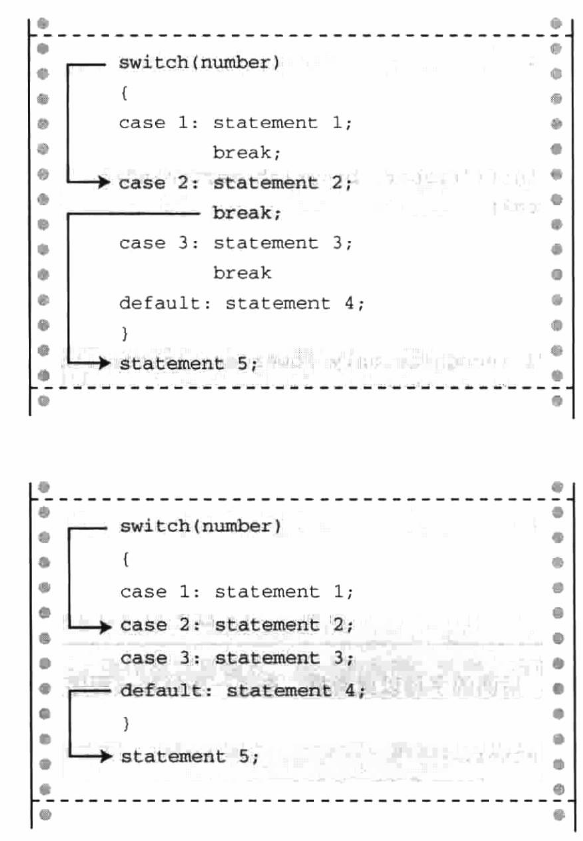 switch(number)
{
case 1: statement 1;
break;
case 2: statement 2;
break;
case 3: statement 3;
break
default: statement 4;
}
statement 5;
switch(number)
{
case 1: statement 1;
case 2: statement 2;
case 3: statement 3;
default: statement 4;
}
statement 5;